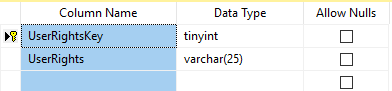 Column Name Data Type Allow Nulls
UserRightsKey tinyint
UserRights varchar(25)